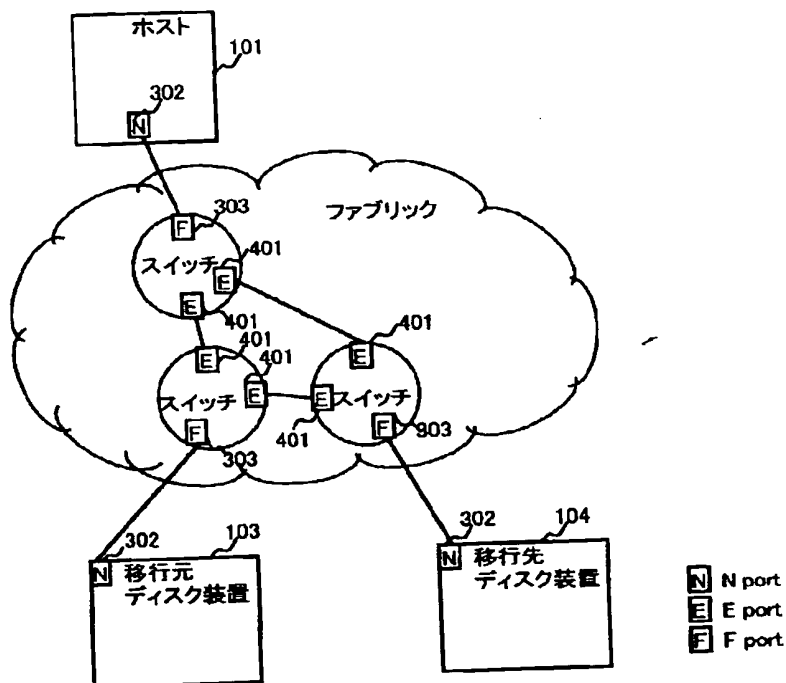 ホスト
101
302
N
303
F
ファブリック
スイッチ
401
E
E
401
401
E
401
E
スイッチ
F
303
401
E
E
スイッチ
401
F
303
302
103
N
移行元
ディスク装置
302
104
N
移行先
ディスク装置
N N port
E E port
F F port